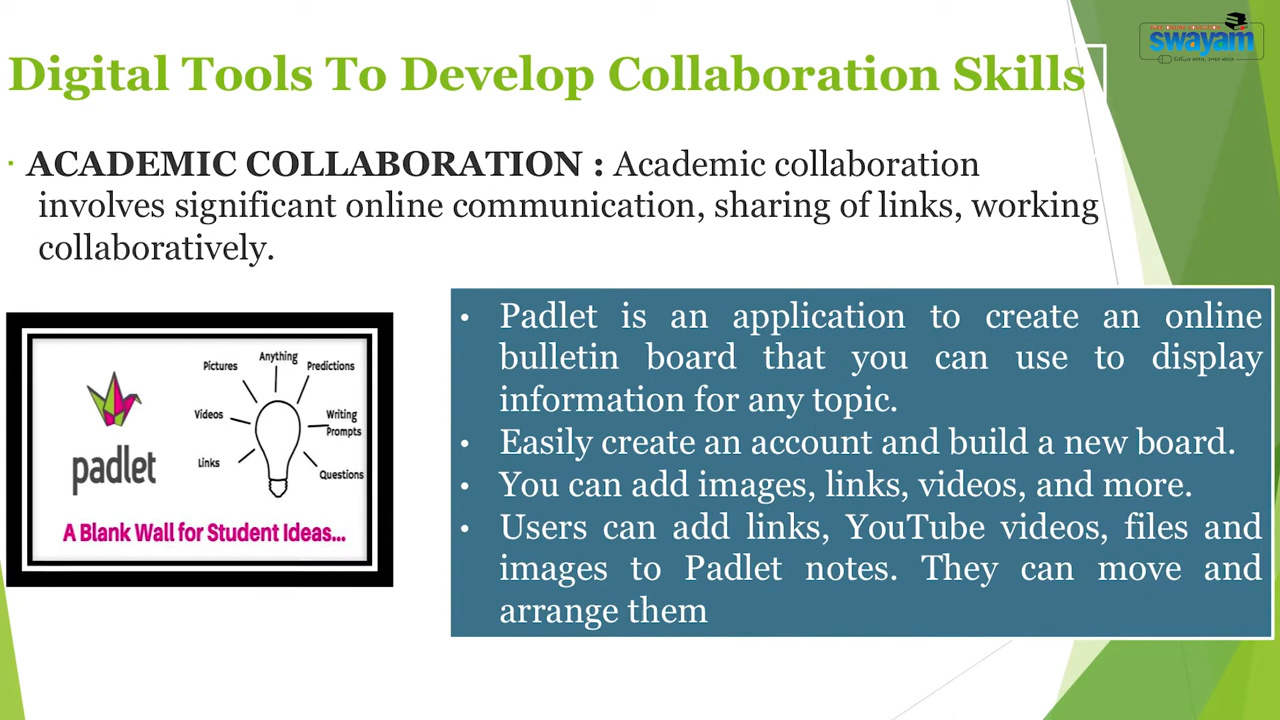 swayam
Digital Tools To Develop Collaboration Skills
ACADEMIC COLLABORATION : Academic collaboration
involves significant online communication, sharing of links, working
collaboratively.
Anything
Pictures
Predictions
Videos
Writing
Prompts
Links
Questions
padlet
A Blank Wall for Student Ideas...
• Padlet is an application to create an online
bulletin board that you can use to display
information for any topic.
• Easily create an account and build a new board.
• You can add images, links, videos, and more.
• Users can add links, YouTube videos, files and
images to Padlet notes. They can move and
arrange them